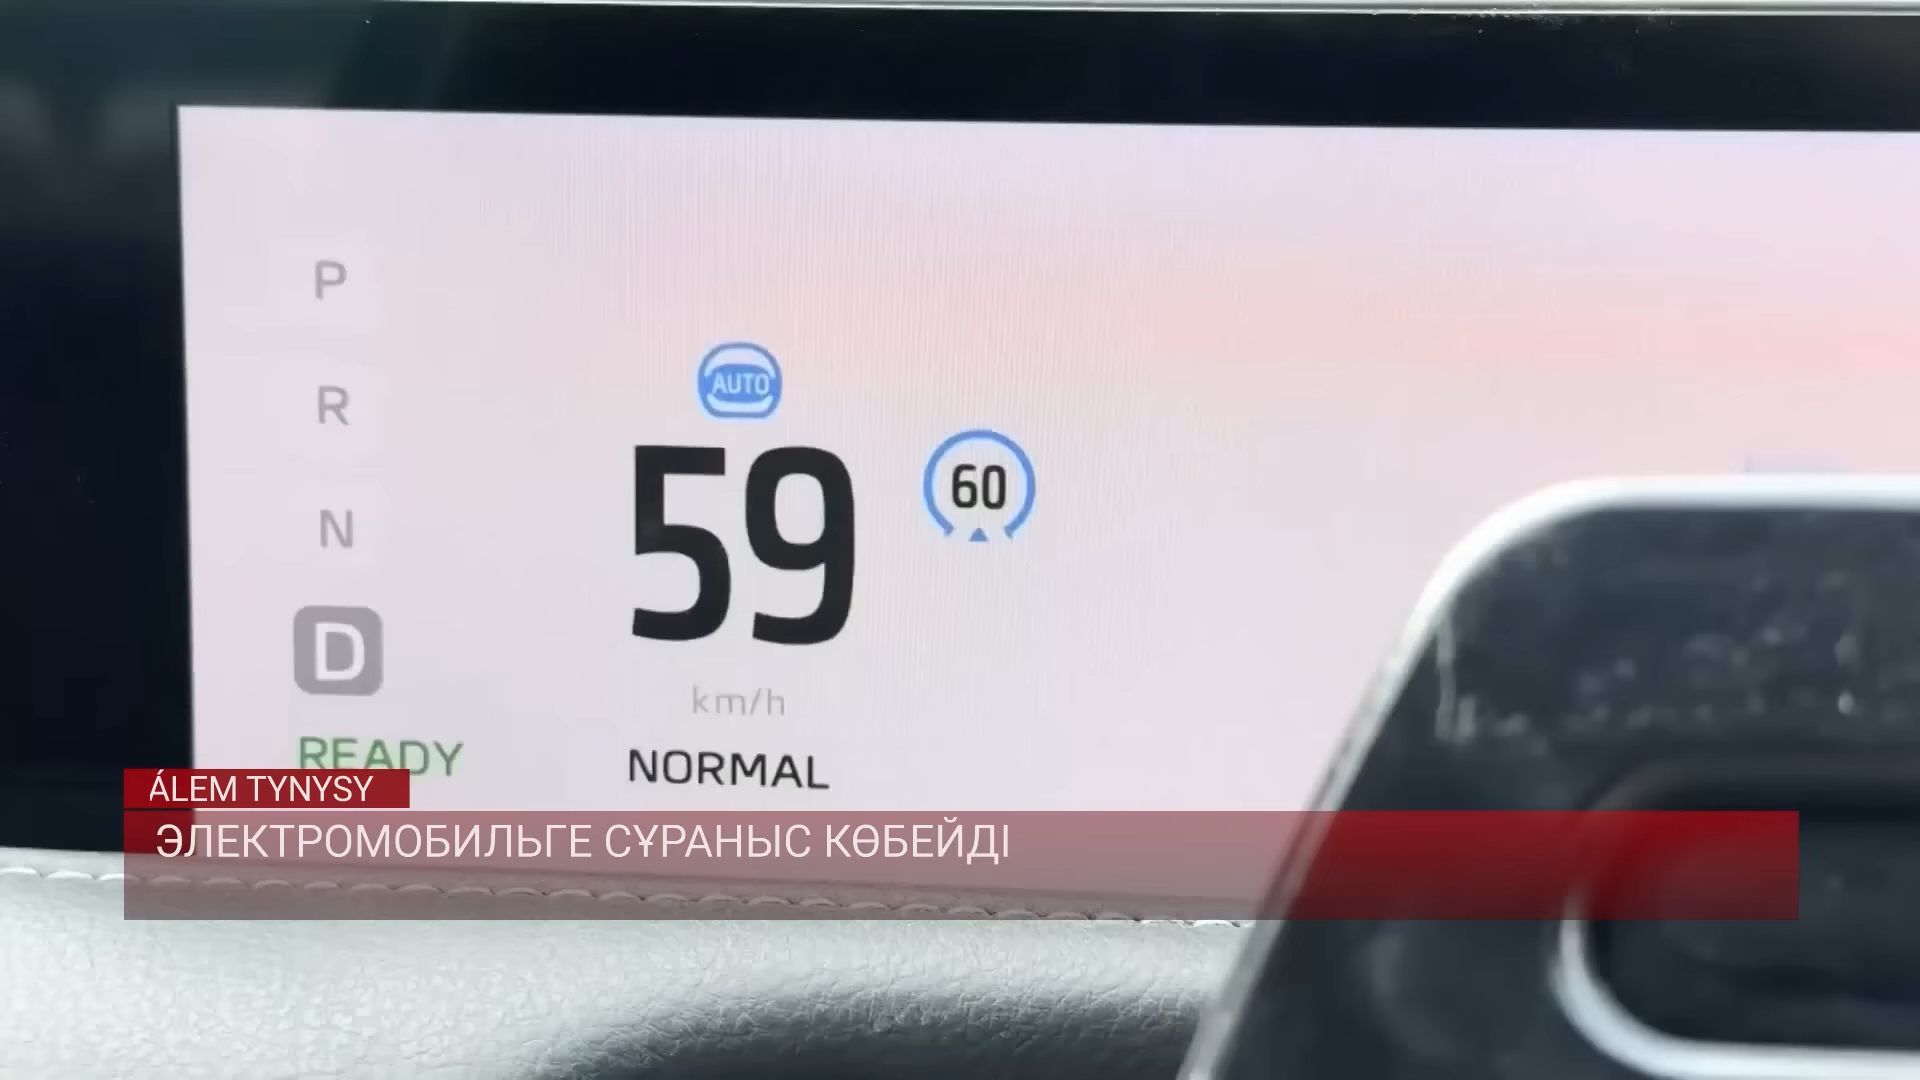 P
R
N
D
READY
AUTO
59
60
km/h
NORMAL
ÁLEM TYNYSY
ЭЛЕКТРОМОБИЛЬГЕ СҰРАНЫС КӨБЕЙДІ